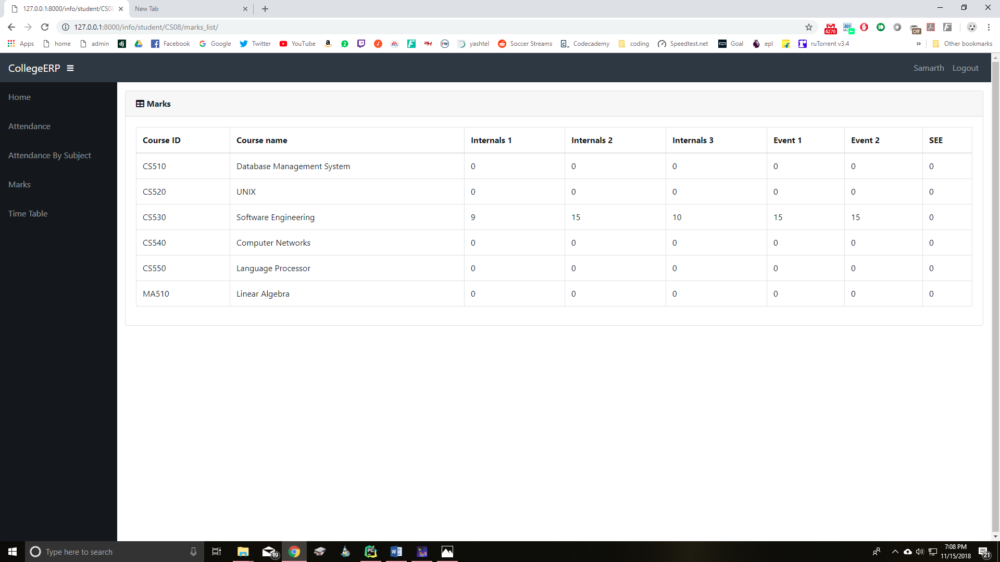 127.0.0.1:8000/info/student/CS08 New Tab
127.0.0.1:8000/info/student/CS08/marks_list/ 6276 365 Off
Apps home admin dj Facebook Google Twitter YouTube 2 yashtel Soccer Streams Codecademy coding Speedtest.net Goal epl ruTorrent v3.4 » Other bookmarks
CollegeERP Samarth Logout
Home
Attendance
Attendance By Subject
Marks
Time Table
Marks
Course ID Course name Internals 1 Internals 2 Internals 3 Event 1 Event 2 SEE
CS510 Database Management System 0 0 0 0 0 0
CS520 UNIX 0 0 0 0 0 0
CS530 Software Engineering 9 15 10 15 15 0
CS540 Computer Networks 0 0 0 0 0 0
CS550 Language Processor 0 0 0 0 0 0
MA510 Linear Algebra 0 0 0 0 0 0
Type here to search 19 PC W TEX 7:08 PM
11/15/2018 21